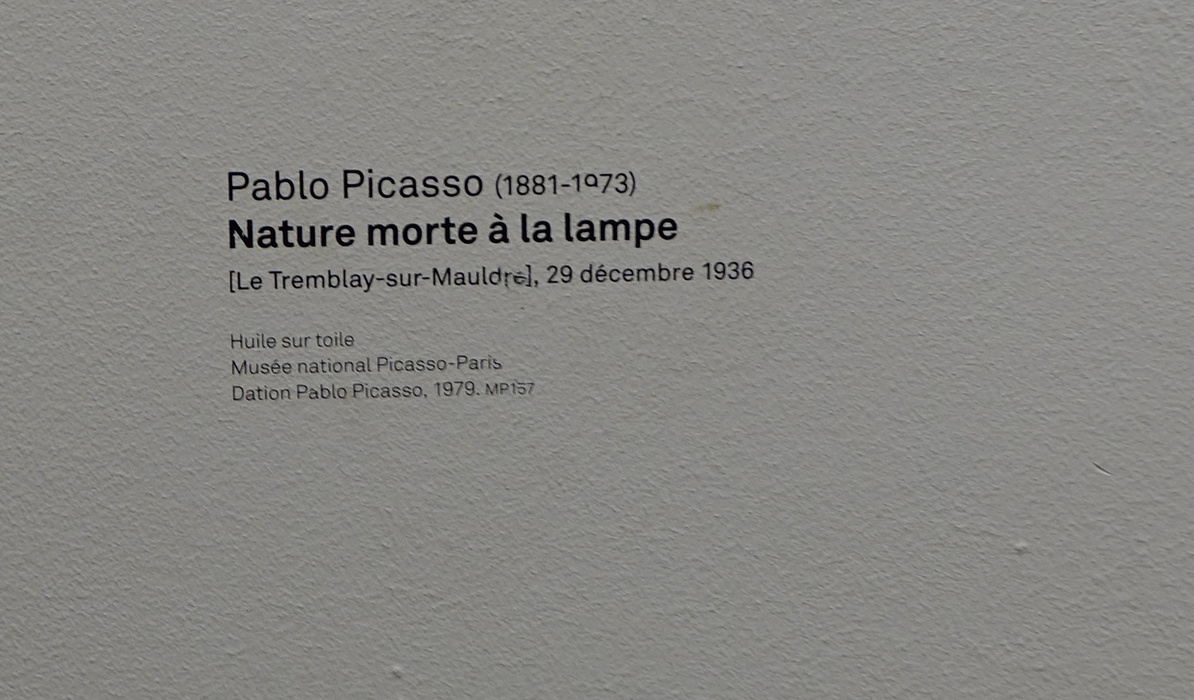 Pablo Picasso (1881-1973)
Nature morte à la lampe
[Le Tremblay-sur-Mauldre], 29 décembre 1936
Huile sur toile
Musée national Picasso-Paris
Dation Pablo Picasso, 1979. MP157